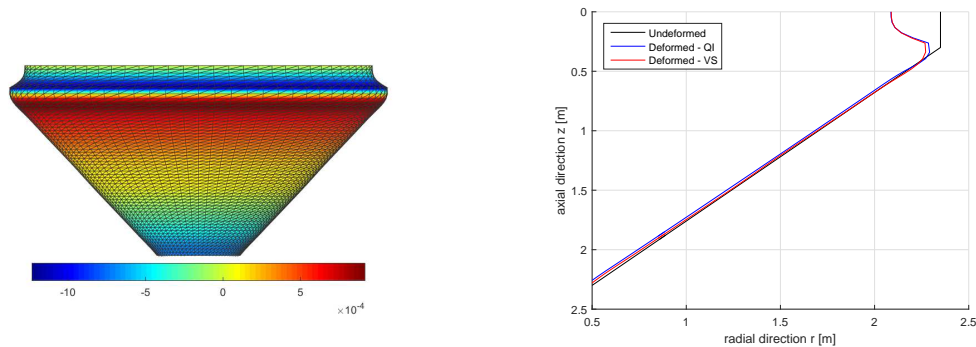 -10 -5 0 5
×10⁻⁴
0
0.5
1
1.5
2
2.5
axial direction z [m]
Undeformed
Deformed - QI
Deformed - VS
0.5 1 1.5 2 2.5
radial direction r [m]